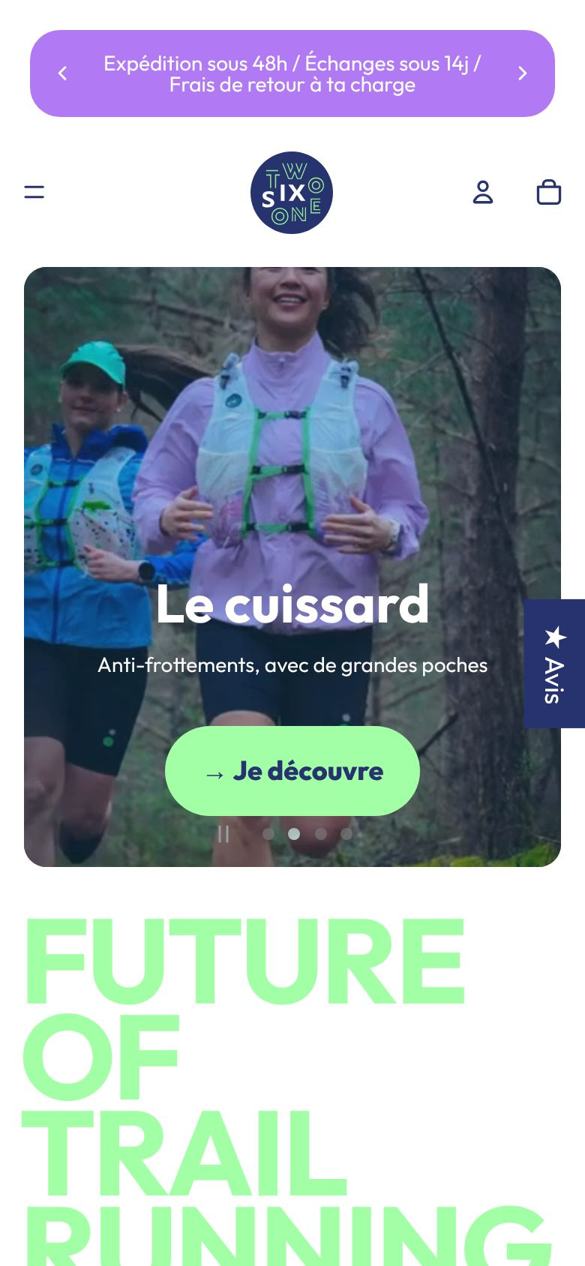 Expédition sous 48h / Échanges sous 14j /
Frais de retour à ta charge
TWO
SIX
ONE
Le cuissard
Anti-frottements, avec de grandes poches
★ Avis
→ Je découvre
FUTURE
OF
TRAIL
RUNNING